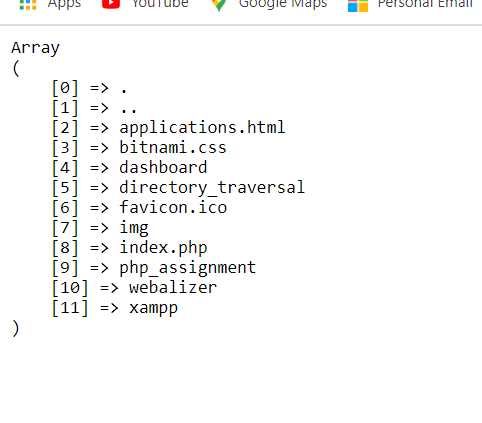 Apps YouTube Google Maps Personal Email
Array
(
[0] => .
[1] => ..
[2] => applications.html
[3] => bitnami.css
[4] => dashboard
[5] => directory_traversal
[6] => favicon.ico
[7] => img
[8] => index.php
[9] => php_assignment
[10] => webalizer
[11] => xampp
)